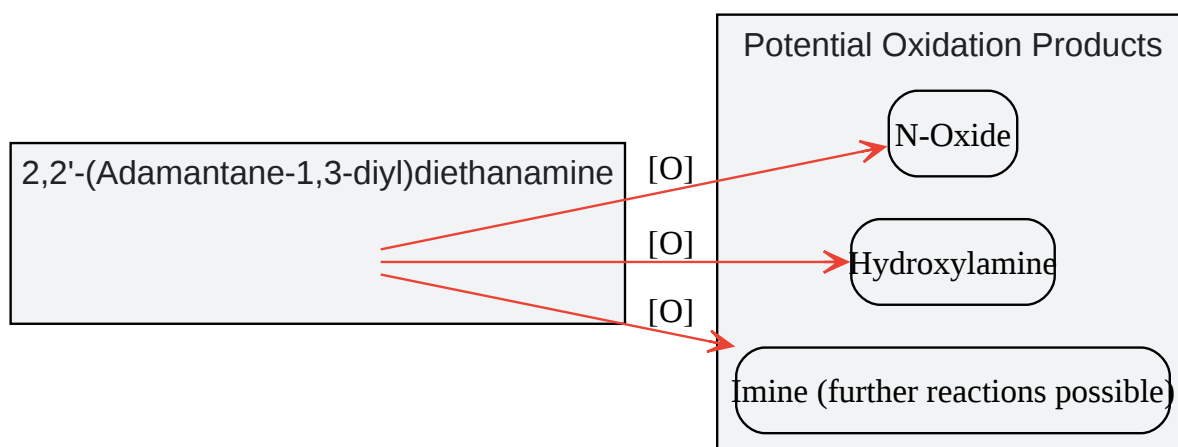 Potential Oxidation Products
N-Oxide
2,2'-(Adamantane-1,3-diyl)diethanamine
[O]
[O]
Hydroxylamine
[O]
Imine (further reactions possible)